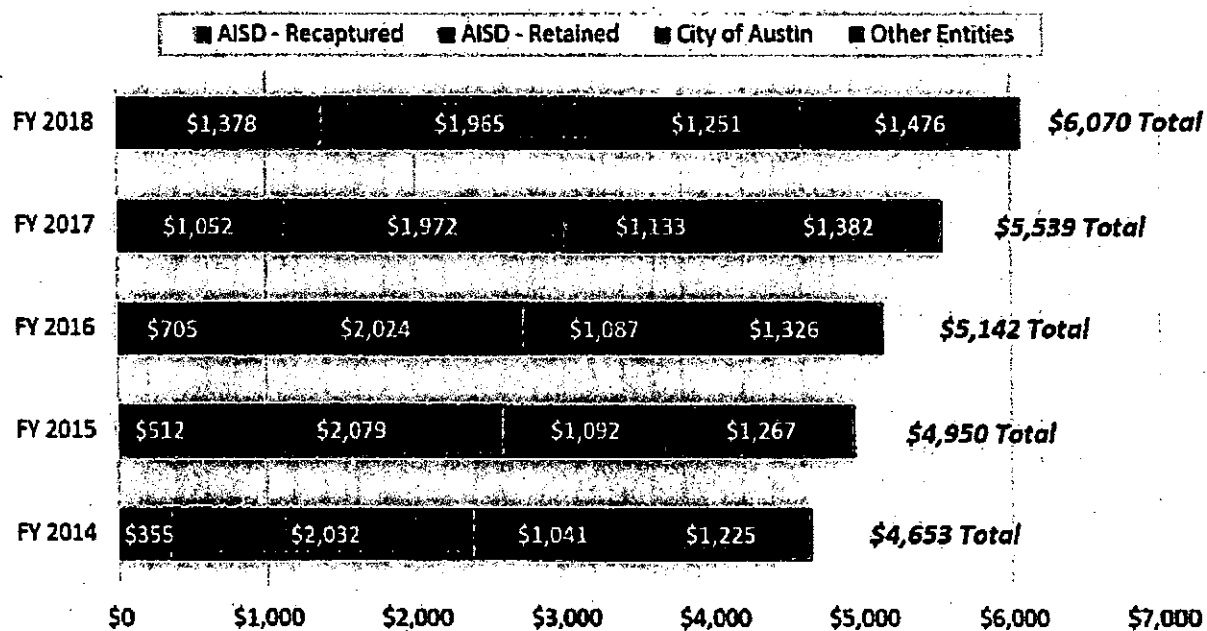 AISD - Recaptured AISD - Retained City of Austin Other Entities
FY 2018 $1,378 $1,965 $1,251 $1,476 $6,070 Total
FY 2017 $1,052 $1,972 $1,133 $1,382 $5,539 Total
FY 2016 $705 $2,024 $1,087 $1,326 $5,142 Total
FY 2015 $512 $2,079 $1,092 $1,267 $4,950 Total
FY 2014 $355 $2,032 $1,041 $1,225 $4,653 Total
$0 $1,000 $2,000 $3,000 $4,000 $5,000 $6,000 $7,000